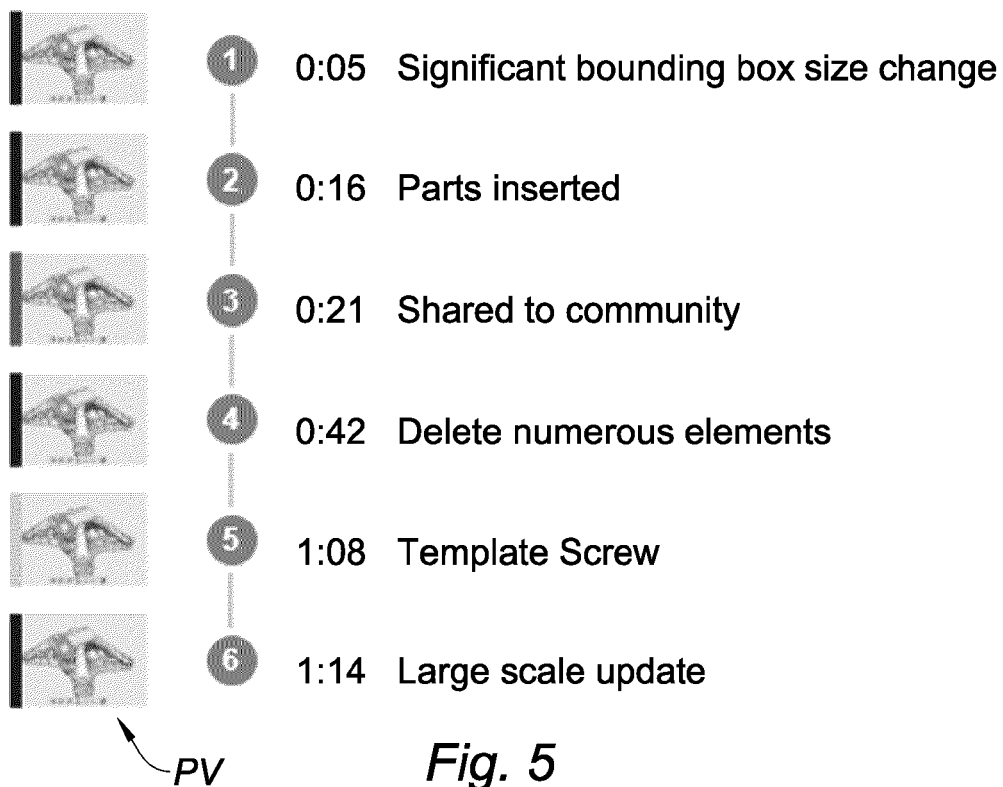 1 0:05 Significant bounding box size change
2 0:16 Parts inserted
3 0:21 Shared to community
4 0:42 Delete numerous elements
5 1:08 Template Screw
6 1:14 Large scale update
PV
Fig. 5